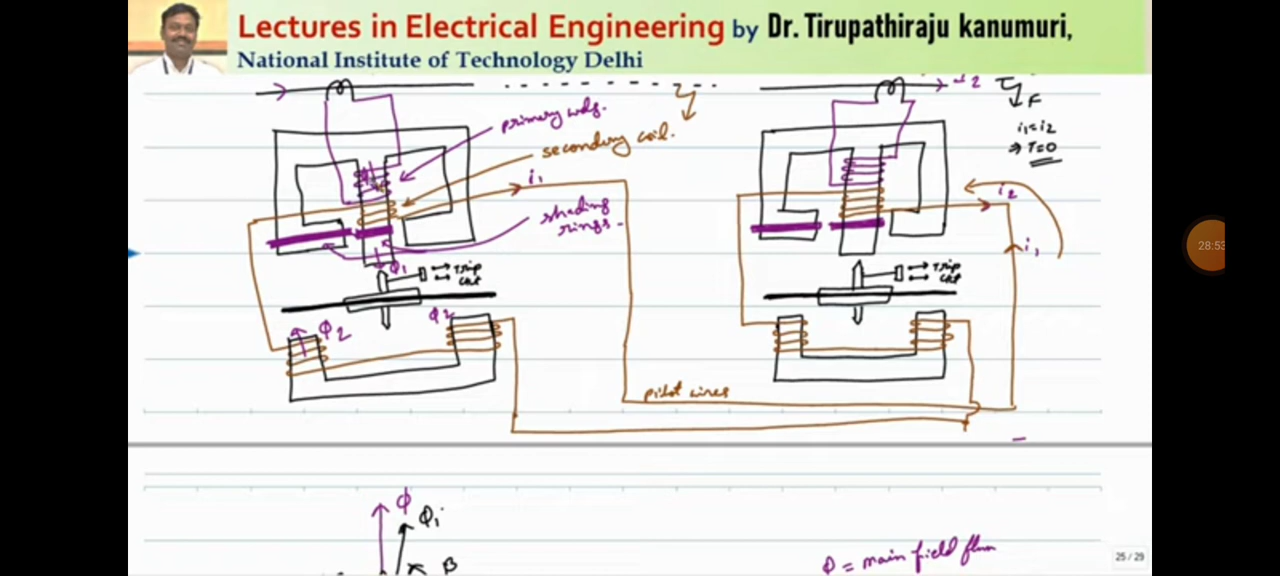 Lectures in Electrical Engineering by Dr. Tirupathiraju kanumuri,
National Institute of Technology Delhi
primary wdg.
secondary coil.
i₁
shading
rings
ϕ₁
Trip
ckt
ϕ₂
ϕ₂
pilot wires
F
i₁=i₂
⇒ T=0
i₂
i₁
Trip
ckt
28:53
ϕ
ϕ₁
B
ϕ = main field flux
25 / 29